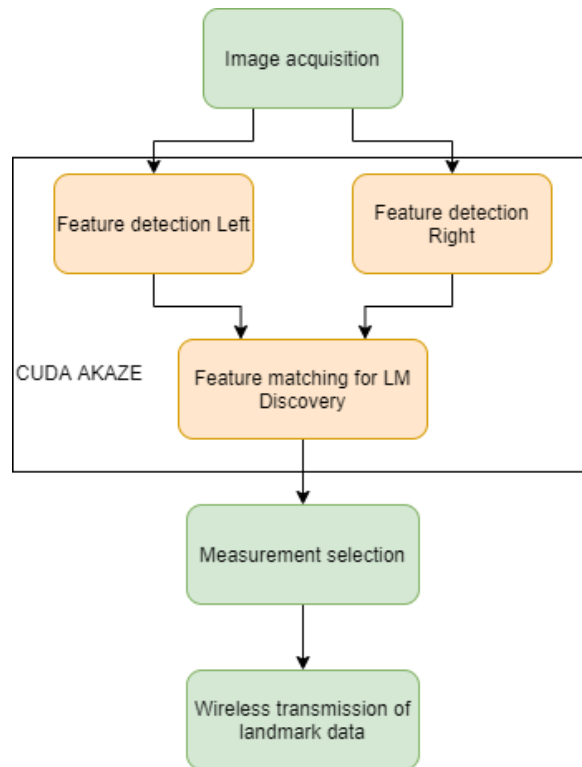 Image acquisition
Feature detection Left
Feature detection
Right
CUDA AKAZE
Feature matching for LM
Discovery
Measurement selection
Wireless transmission of
landmark data